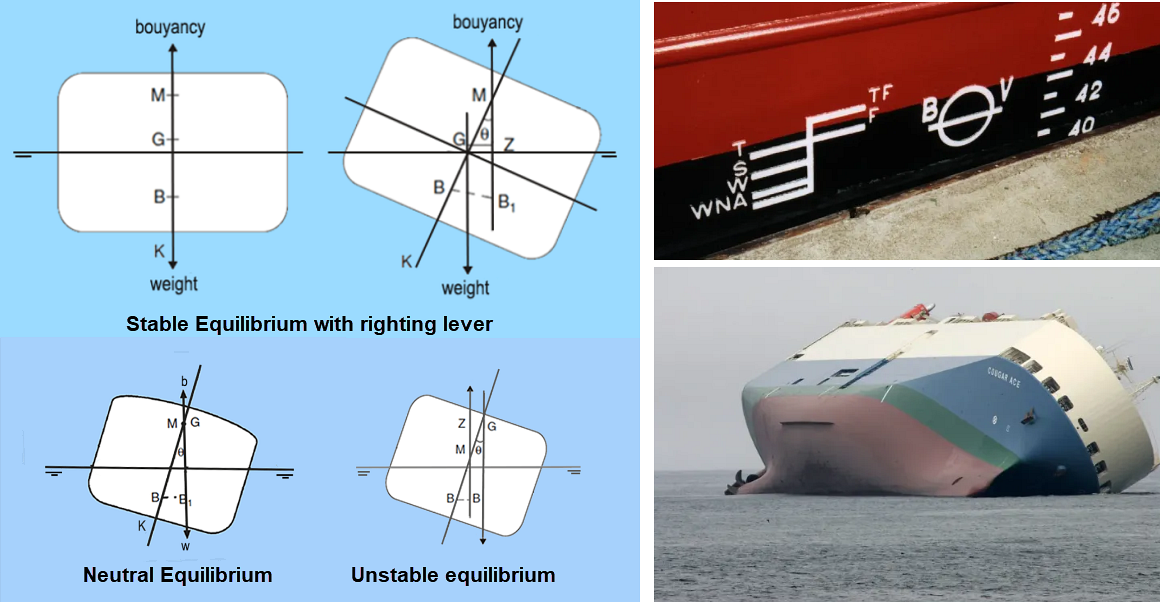 bouyancy
M
G
B
K
weight
Stable Equilibrium with righting lever
bouyancy
M
θ
G
Z
B
B1
K
weight
b
M G
θ
B B1
K
w
Neutral Equilibrium
Z G
M θ
B B
Unstable equilibrium
TF
F
T
S
W
WNA
B V
46
44
42
40
COUGAR ACE